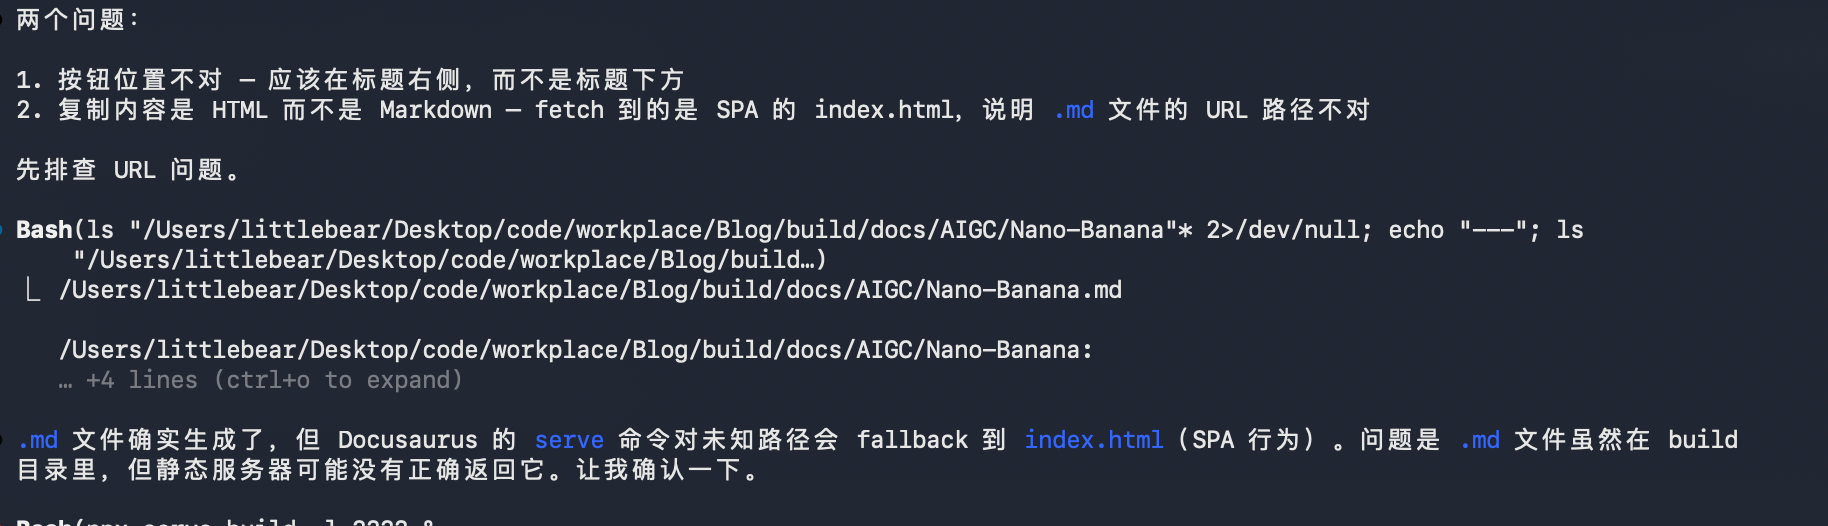 两个问题：
1. 按钮位置不对 — 应该在标题右侧，而不是标题下方
2. 复制内容是 HTML 而不是 Markdown — fetch 到的是 SPA 的 index.html，说明 .md 文件的 URL 路径不对
先排查 URL 问题。
Bash(ls "/Users/littlebear/Desktop/code/workplace/Blog/build/docs/AIGC/Nano-Banana"* 2>/dev/null; echo "---"; ls
"/Users/littlebear/Desktop/code/workplace/Blog/build…)
⎿ /Users/littlebear/Desktop/code/workplace/Blog/build/docs/AIGC/Nano-Banana.md
/Users/littlebear/Desktop/code/workplace/Blog/build/docs/AIGC/Nano-Banana:
… +4 lines (ctrl+o to expand)
.md 文件确实生成了，但 Docusaurus 的 serve 命令对未知路径会 fallback 到 index.html（SPA 行为）。问题是 .md 文件虽然在 build
目录里，但静态服务器可能没有正确返回它。让我确认一下。